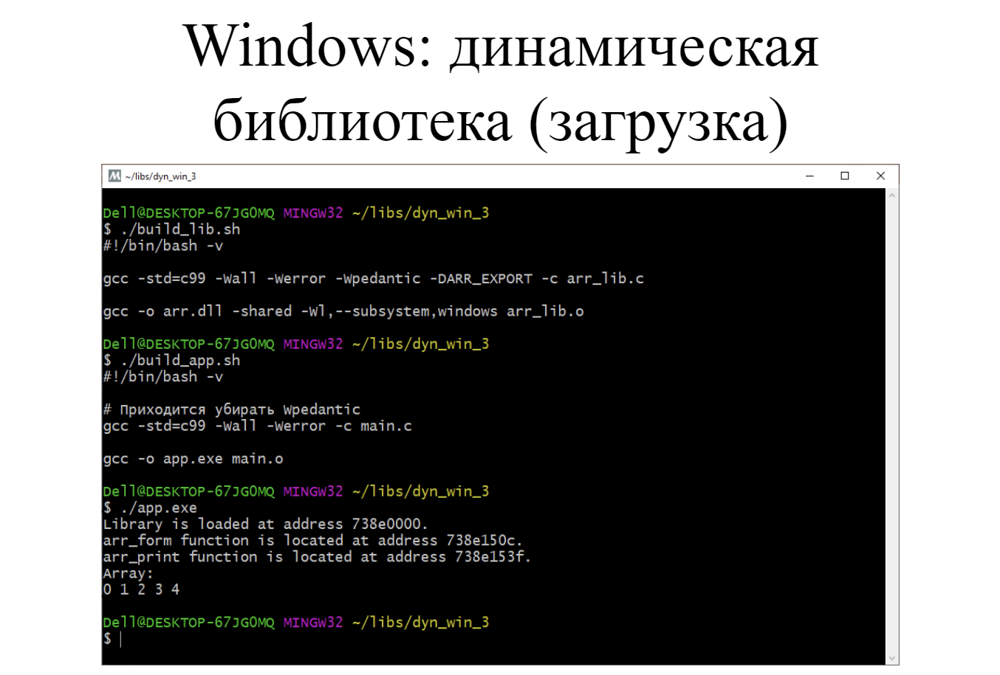 Windows: динамическая
библиотека (загрузка)
~/libs/dyn_win_3
Dell@DESKTOP-67JG0MQ MINGW32 ~/libs/dyn_win_3
$ ./build_lib.sh
#!/bin/bash -v
gcc -std=c99 -Wall -Werror -Wpedantic -DARR_EXPORT -c arr_lib.c
gcc -o arr.dll -shared -Wl,--subsystem,windows arr_lib.o
Dell@DESKTOP-67JG0MQ MINGW32 ~/libs/dyn_win_3
$ ./build_app.sh
#!/bin/bash -v
# Приходится убирать Wpedantic
gcc -std=c99 -Wall -Werror -c main.c
gcc -o app.exe main.o
Dell@DESKTOP-67JG0MQ MINGW32 ~/libs/dyn_win_3
$ ./app.exe
Library is loaded at address 738e0000.
arr_form function is located at address 738e150c.
arr_print function is located at address 738e153f.
Array:
0 1 2 3 4
Dell@DESKTOP-67JG0MQ MINGW32 ~/libs/dyn_win_3
$